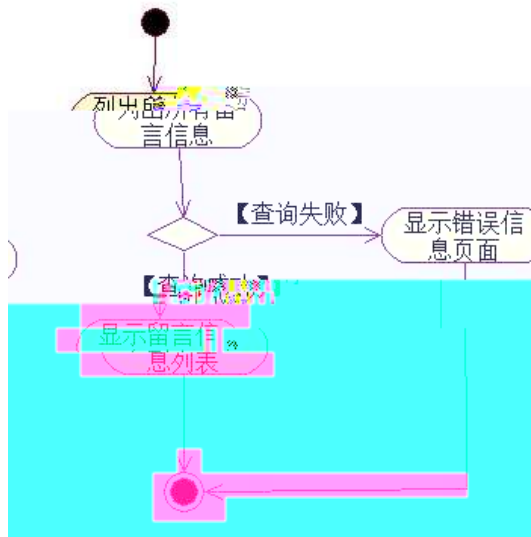 列出所有留
言信息
【查询失败】
显示错误信
息页面
【查询成功】
显示留言信
息列表